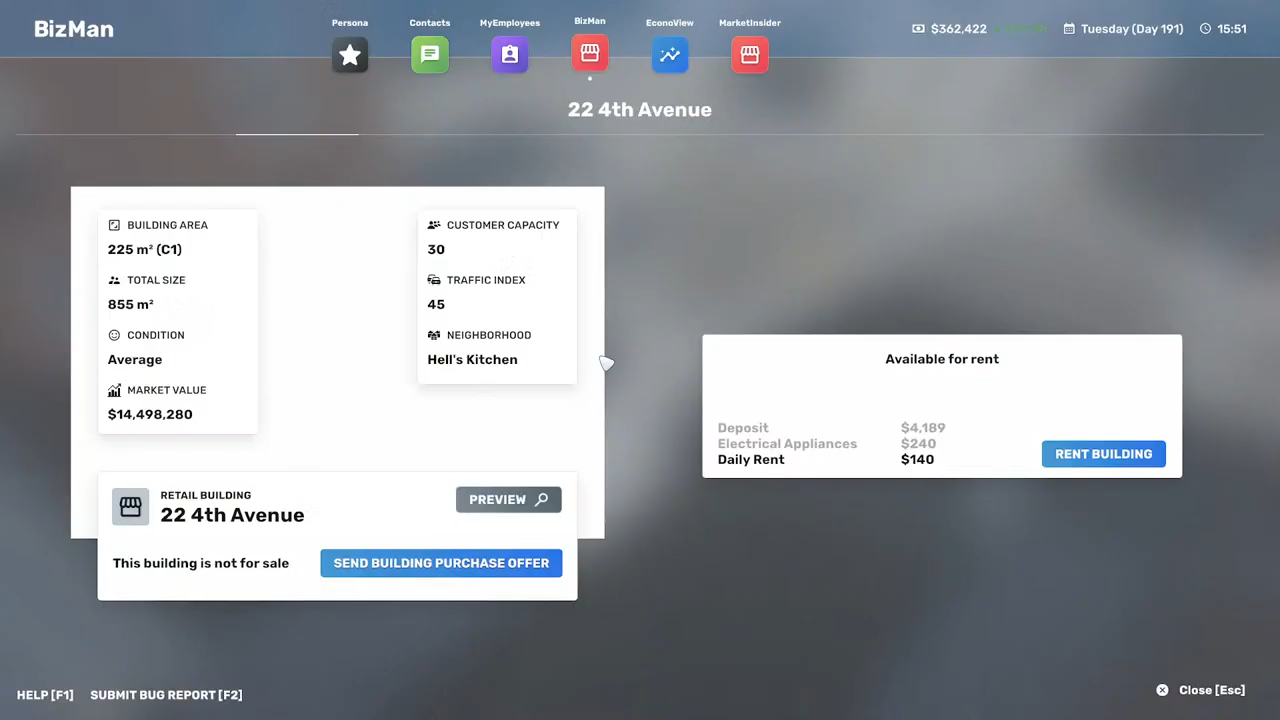 BizMan
Persona
Contacts
MyEmployees
BizMan
EconoView
MarketInsider
$362,422
Tuesday (Day 191)
15:51
22 4th Avenue
BUILDING AREA
225 m² (C1)
TOTAL SIZE
855 m²
CONDITION
Average
MARKET VALUE
$14,498,280
CUSTOMER CAPACITY
30
TRAFFIC INDEX
45
NEIGHBORHOOD
Hell's Kitchen
RETAIL BUILDING
22 4th Avenue
PREVIEW
This building is not for sale
SEND BUILDING PURCHASE OFFER
Available for rent
Deposit $4,189
Electrical Appliances $240
Daily Rent $140
RENT BUILDING
HELP [F1] SUBMIT BUG REPORT [F2]
Close [Esc]